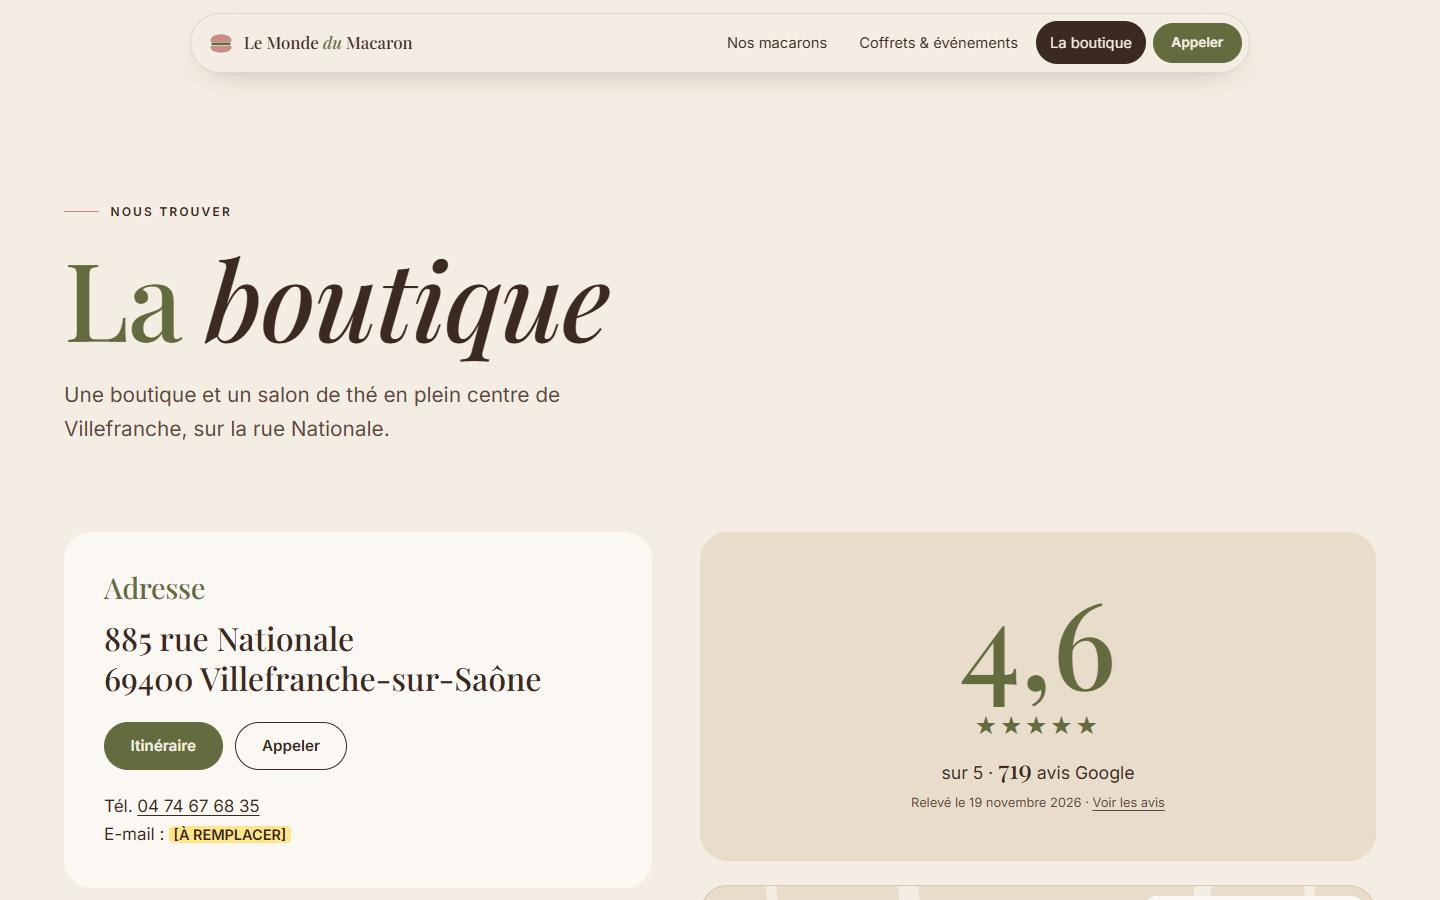 Le Monde du Macaron
Nos macarons
Coffrets & événements
La boutique
Appeler
NOUS TROUVER
La boutique
Une boutique et un salon de thé en plein centre de
Villefranche, sur la rue Nationale.
Adresse
885 rue Nationale
69400 Villefranche-sur-Saône
Itinéraire
Appeler
Tél. 04 74 67 68 35
E-mail : [À REMPLACER]
4,6
★★★★★
sur 5 · 719 avis Google
Relevé le 19 novembre 2026 · Voir les avis